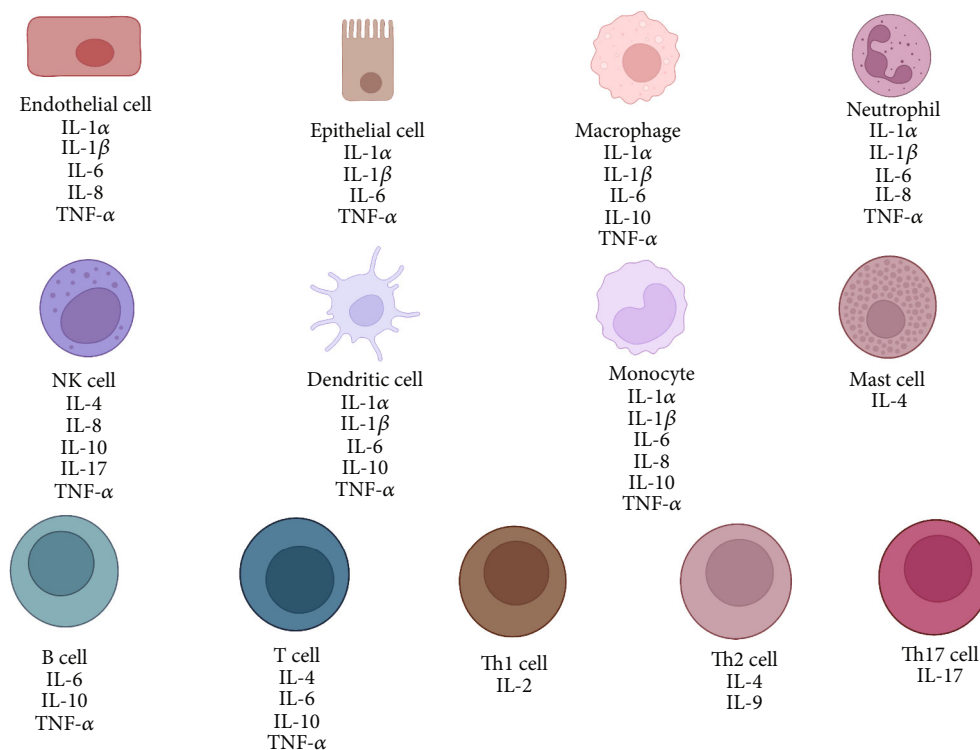 Endothelial cell
IL-1α
IL-1β
IL-6
IL-8
TNF-α
Epithelial cell
IL-1α
IL-1β
IL-6
TNF-α
Macrophage
IL-1α
IL-1β
IL-6
IL-10
TNF-α
Neutrophil
IL-1α
IL-1β
IL-6
IL-8
TNF-α
NK cell
IL-4
IL-8
IL-10
IL-17
TNF-α
Dendritic cell
IL-1α
IL-1β
IL-6
IL-10
TNF-α
Monocyte
IL-1α
IL-1β
IL-6
IL-8
IL-10
TNF-α
Mast cell
IL-4
B cell
IL-6
IL-10
TNF-α
T cell
IL-4
IL-6
IL-10
TNF-α
Th1 cell
IL-2
Th2 cell
IL-4
IL-9
Th17 cell
IL-17